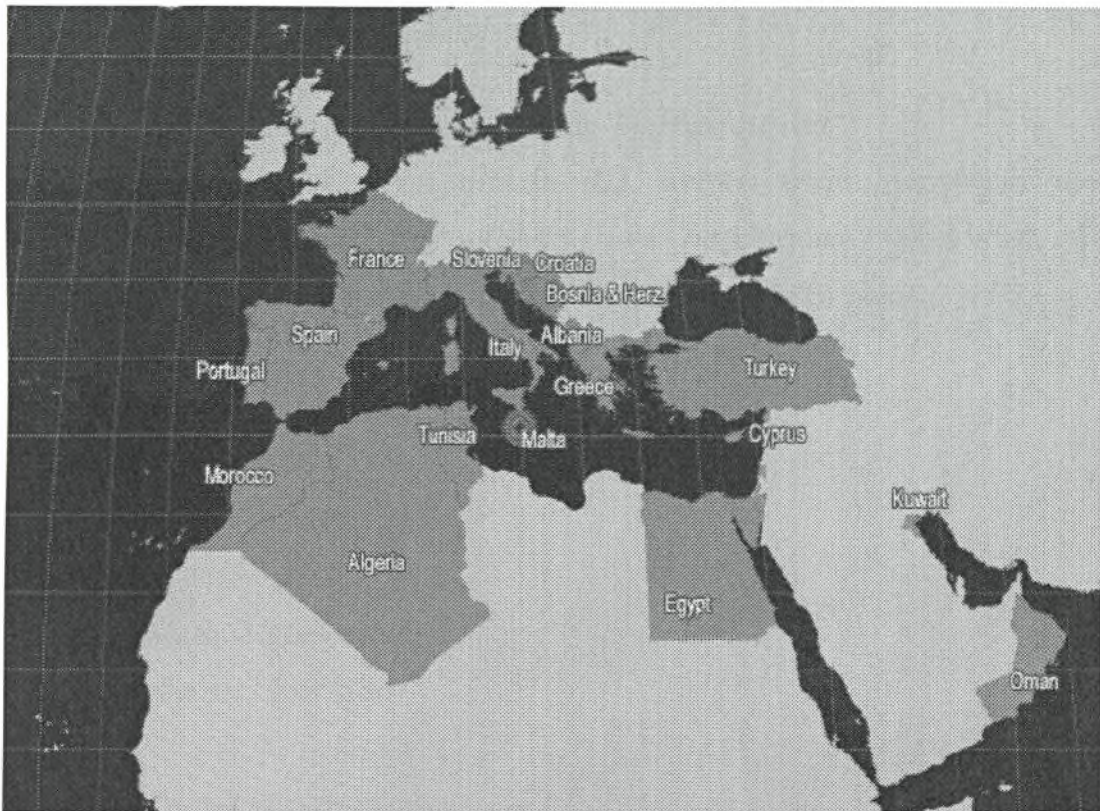 France
Slovenia
Croatia
Bosnia & Herz.
Spain
Italy
Albania
Portugal
Greece
Turkey
Tunisia
Malta
Cyprus
Morocco
Kuwait
Algeria
Egypt
Oman